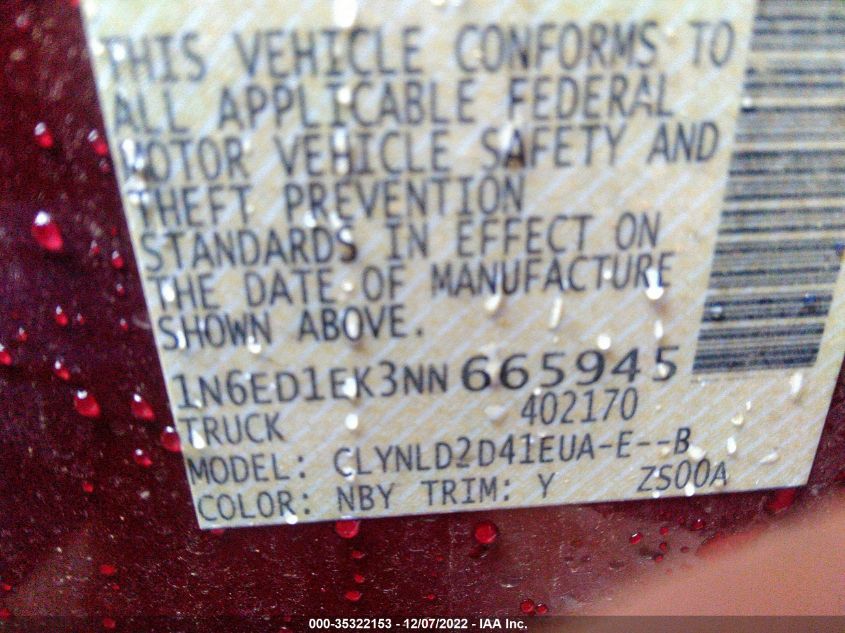 THIS VEHICLE CONFORMS TO
ALL APPLICABLE FEDERAL
MOTOR VEHICLE SAFETY AND
THEFT PREVENTION
STANDARDS IN EFFECT ON
THE DATE OF MANUFACTURE
SHOWN ABOVE.
1N6ED1EK3NN665945
TRUCK 402170
MODEL: CLYNLD2D41EUA-E--B
COLOR: NBY TRIM: Y ZS00A
000-35322153 - 12/07/2022 - IAA Inc.